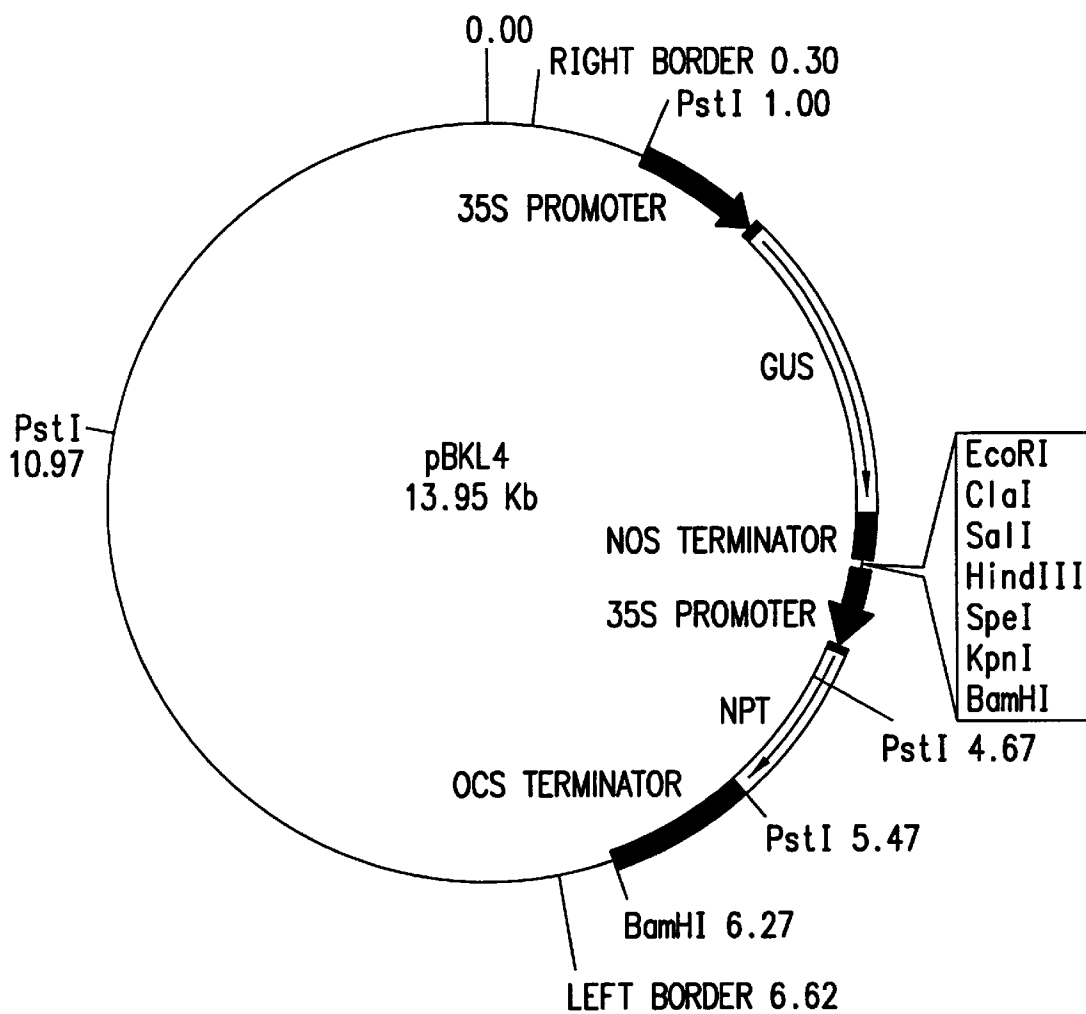 0.00
RIGHT BORDER 0.30
PstI 1.00
35S PROMOTER
GUS
PstI
10.97
pBKL4
13.95 Kb
EcoRI
ClaI
SalI
HindIII
SpeI
KpnI
BamHI
NOS TERMINATOR
35S PROMOTER
NPT
PstI 4.67
OCS TERMINATOR
PstI 5.47
BamHI 6.27
LEFT BORDER 6.62